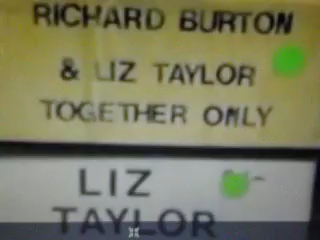 RICHARD BURTON
& LIZ TAYLOR
TOGETHER ONLY
LIZ
TAYLOR